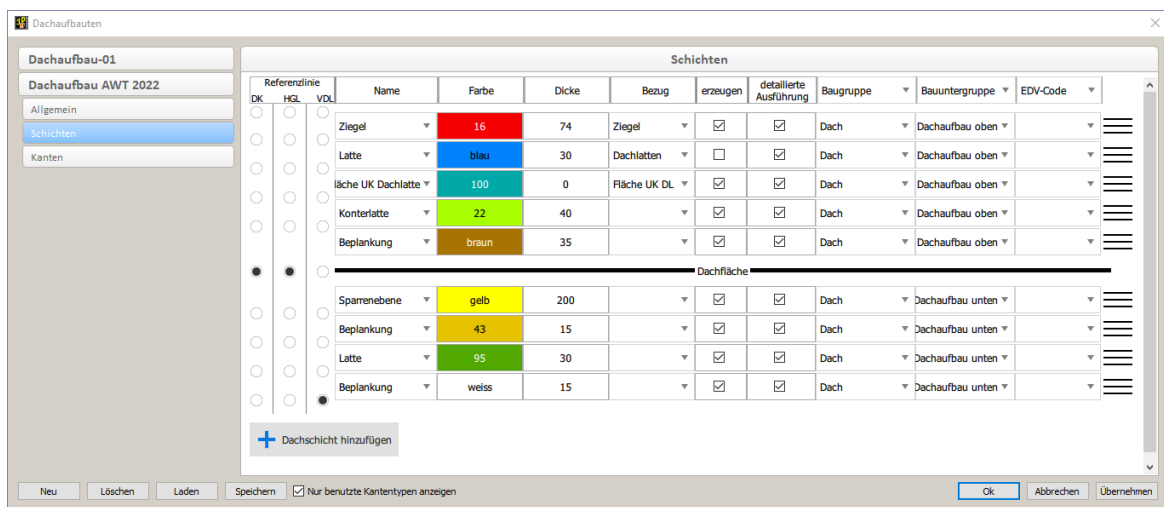 Dachaufbauten
Dachaufbau-01
Dachaufbau AWT 2022
Allgemein
Schichten
Kanten
Schichten
Referenzlinie
DK HGL VDL
Name Farbe Dicke Bezug erzeugen detailierte Ausführung Baugruppe Bauuntergruppe EDV-Code
Ziegel 16 74 Ziegel Dach Dachaufbau oben
Latte blau 30 Dachlatten Dach Dachaufbau oben
läche UK Dachlatte 100 0 Fläche UK DL Dach Dachaufbau oben
Konterlatte 22 40 Dach Dachaufbau oben
Beplankung braun 35 Dach Dachaufbau oben
Dachfläche
Sparrenebene gelb 200 Dach Dachaufbau unten
Beplankung 43 15 Dach Dachaufbau unten
Latte 95 30 Dach Dachaufbau unten
Beplankung weiss 15 Dach Dachaufbau unten
Dachschicht hinzufügen
Neu Löschen Laden Speichern Nur benutzte Kantentypen anzeigen Ok Abbrechen Übernehmen